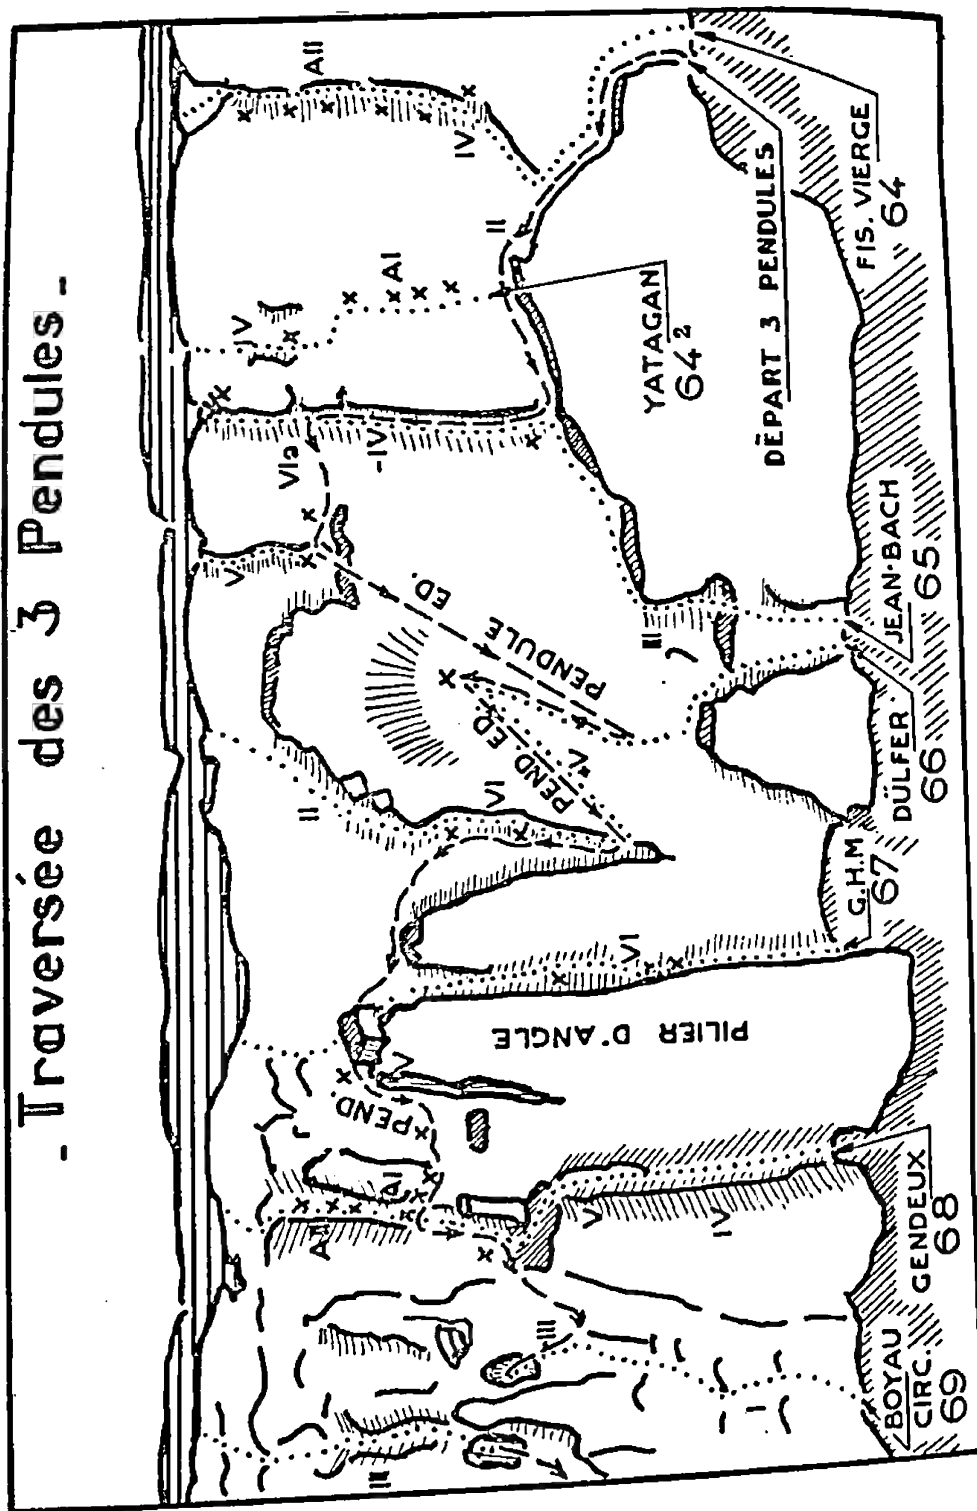 - Traversée des 3 Pendules -
V
IV
VIa
II
AII
AII
III
AI
PEND.
V
-IV
AI
IV
VI
PEND. ED
PENDULE ED.
II
III
V
VI
PILIER D'ANGLE
III
YATAGAN
64²
IV
DÉPART 3 PENDULES
BOYAU
CIRC.
69
GENDEUX
68
G.H.M
67
DÜLFER
66
JEAN-BACH
65
FIS. VIERGE
64